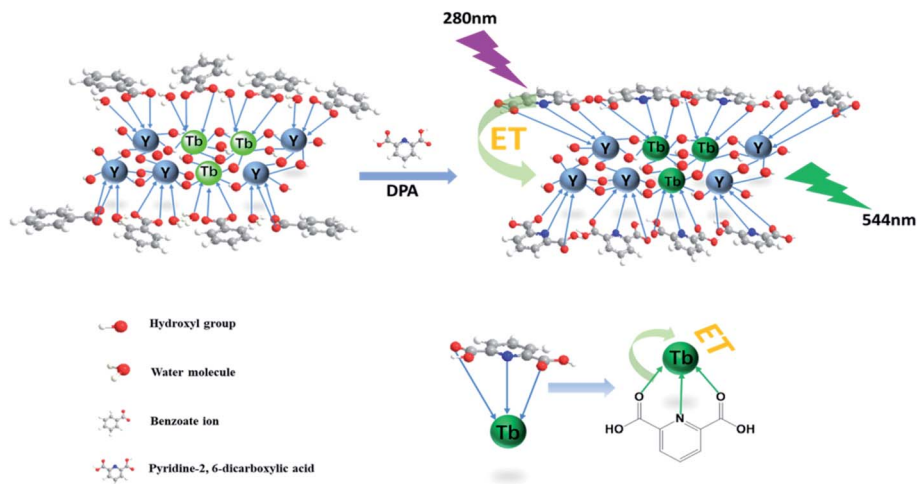 280nm
Y Tb Tb Y
Y Y Tb Y
DPA
ET
Y Tb Tb Y
Y Y Tb Y
544nm
Hydroxyl group
Water molecule
Benzoate ion
Pyridine-2, 6-dicarboxylic acid
Tb
ET
Tb
O O
N
HO OH